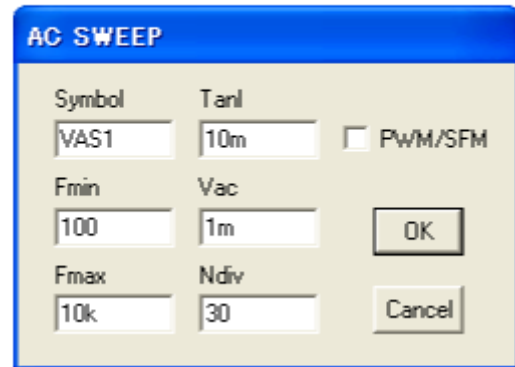 AC SWEEP
Symbol Tanl
VAS1 10m PWM/SFM
Fmin Vac
100 1m OK
Fmax Ndiv
10k 30 Cancel